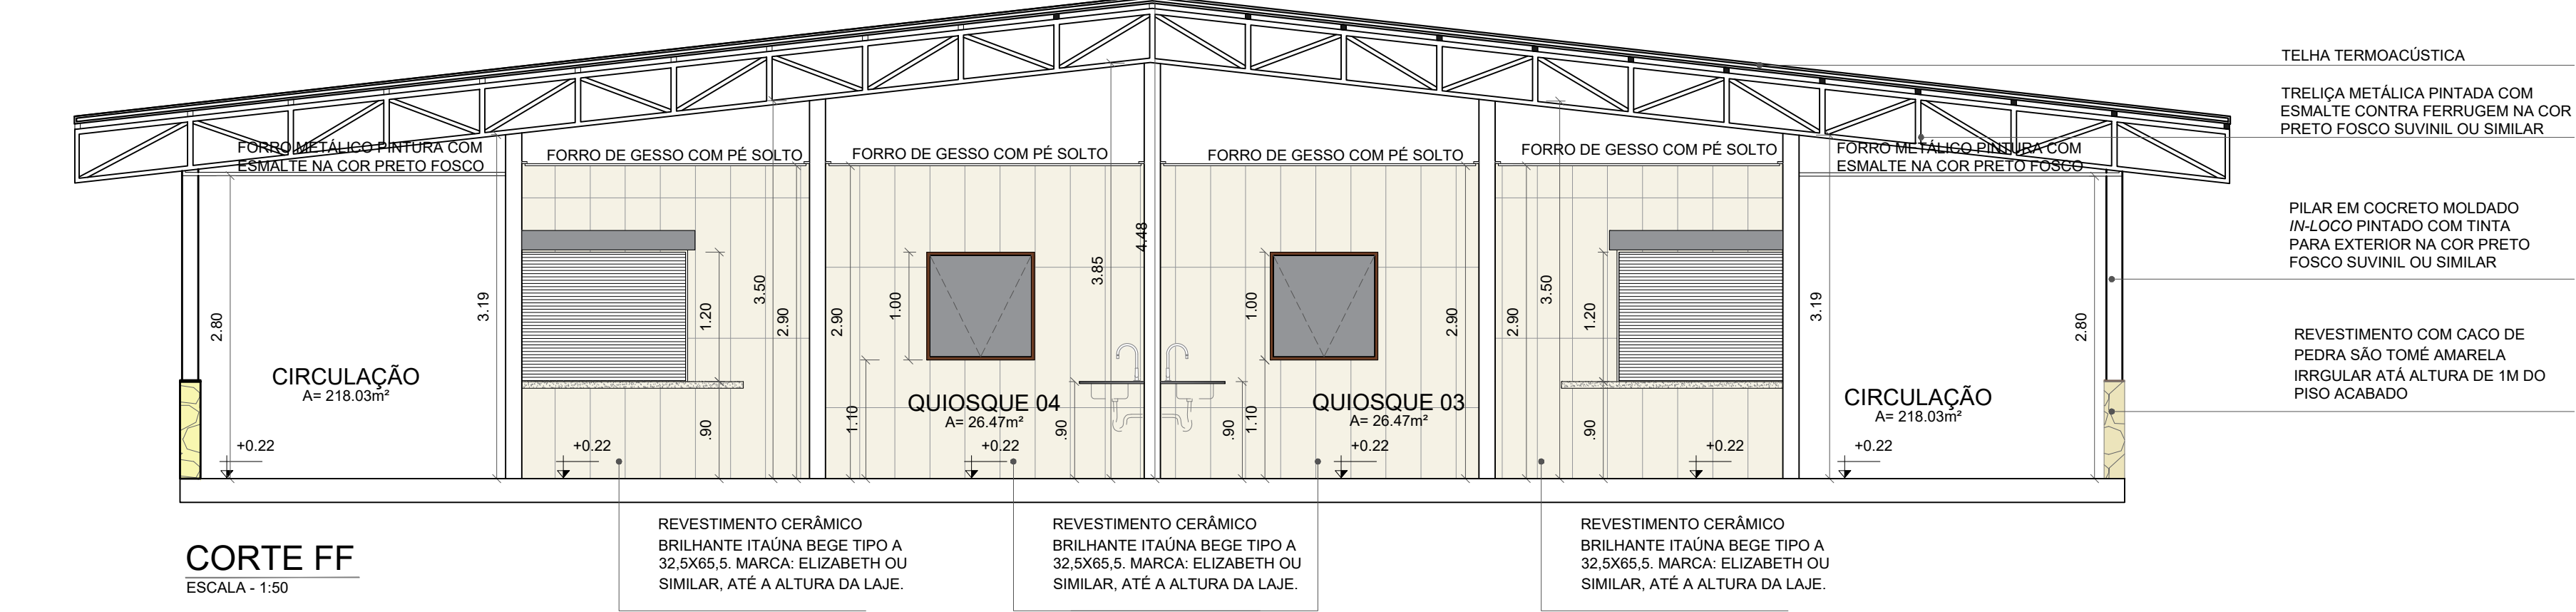 TELHA TERMOACÚSTICA
TRELIÇA METÁLICA PINTADA COM
ESMALTE CONTRA FERRUGEM NA COR
PRETO FOSCO SUVINIL OU SIMILAR
FORRO METÁLICO PINTURA COM
ESMALTE NA COR PRETO FOSCO
FORRO DE GESSO COM PÉ SOLTO
FORRO DE GESSO COM PÉ SOLTO
FORRO DE GESSO COM PÉ SOLTO
FORRO DE GESSO COM PÉ SOLTO
FORRO METÁLICO PINTURA COM
ESMALTE NA COR PRETO FOSCO
PILAR EM COCRETO MOLDADO
IN-LOCO PINTADO COM TINTA
PARA EXTERIOR NA COR PRETO
FOSCO SUVINIL OU SIMILAR
2.80
3.19
1.20
3.50
2.90
2.90
1.00
3.85
4.48
1.00
2.90
2.90
3.50
1.20
3.19
2.80
REVESTIMENTO COM CACO DE
PEDRA SÃO TOMÉ AMARELA
IRRGULAR ATÁ ALTURA DE 1M DO
PISO ACABADO
CIRCULAÇÃO
A= 218.03m²
QUIOSQUE 04
A= 26.47m²
QUIOSQUE 03
A= 26.47m²
CIRCULAÇÃO
A= 218.03m²
.90
1.10
.90
.90
1.10
.90
+0.22
+0.22
+0.22
+0.22
+0.22
+0.22
REVESTIMENTO CERÂMICO
BRILHANTE ITAÚNA BEGE TIPO A
32,5X65,5. MARCA: ELIZABETH OU
SIMILAR, ATÉ A ALTURA DA LAJE.
REVESTIMENTO CERÂMICO
BRILHANTE ITAÚNA BEGE TIPO A
32,5X65,5. MARCA: ELIZABETH OU
SIMILAR, ATÉ A ALTURA DA LAJE.
REVESTIMENTO CERÂMICO
BRILHANTE ITAÚNA BEGE TIPO A
32,5X65,5. MARCA: ELIZABETH OU
SIMILAR, ATÉ A ALTURA DA LAJE.
CORTE FF
ESCALA - 1:50